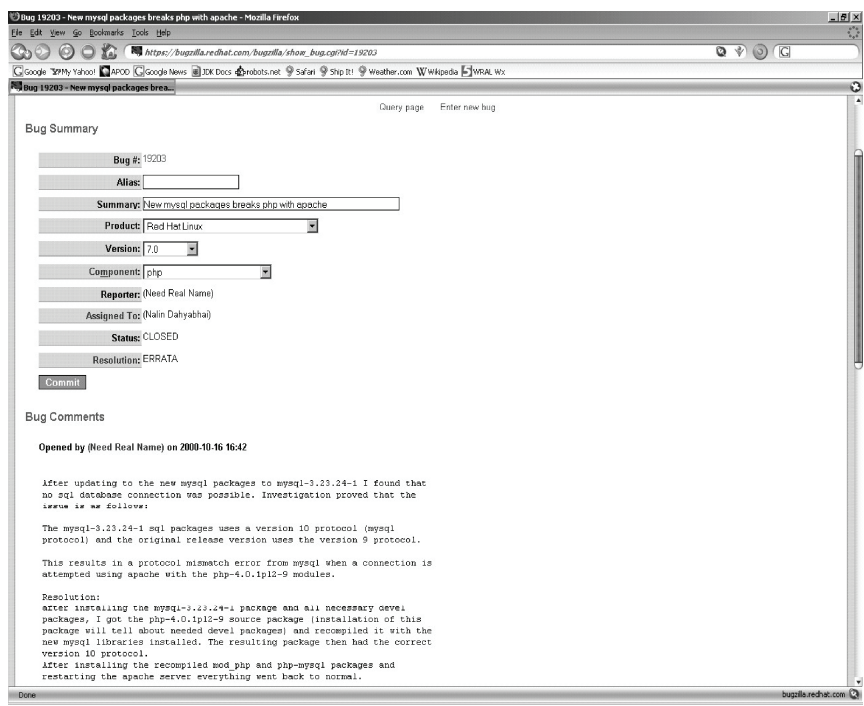 Bug 19203 - New mysql packages breaks php with apache - Mozilla Firefox
File Edit View Go Bookmarks Tools Help
https://bugzilla.redhat.com/bugzilla/show_bug.cgi?id=19203
Google My Yahoo! APOD Google News JDK Docs probots.net Safari Ship It! Weather.com Wikipedia WRAL Wx
Bug 19203 - New mysql packages brea...
Query page Enter new bug
Bug Summary
Bug #: 19203
Alias:
Summary: New mysql packages breaks php with apache
Product: Red Hat Linux
Version: 7.0
Component: php
Reporter: (Need Real Name)
Assigned To: (Nalin Dahyabhai)
Status: CLOSED
Resolution: ERRATA
Commit
Bug Comments
Opened by (Need Real Name) on 2000-10-16 16:42
After updating to the new mysql packages to mysql-3.23.24-1 I found that
no sql database connection was possible. Investigation proved that the
issue is as follows:
The mysql-3.23.24-1 sql packages uses a version 10 protocol (mysql
protocol) and the original release version uses the version 9 protocol.
This results in a protocol mismatch error from mysql when a connection is
attempted using apache with the php-4.0.1pl2-9 modules.
Resolution:
after installing the mysql-3.23.24-1 package and all necessary devel
packages, I got the php-4.0.1pl2-9 source package (installation of this
package will tell about needed devel packages) and recompiled it with the
new mysql libraries installed. The resulting package then had the correct
version 10 protocol.
After installing the recompiled mod_php and php-mysql packages and
restarting the apache server everything went back to normal.
Done bugzilla.redhat.com